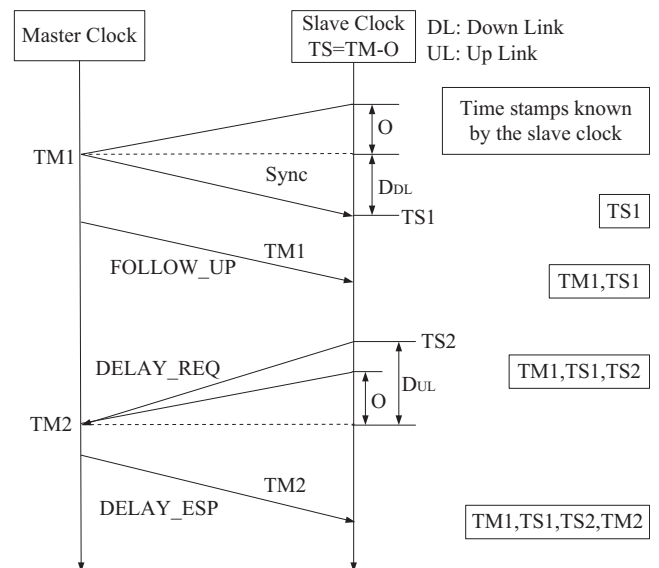 Master Clock
Slave Clock
TS=TM-O
DL: Down Link
UL: Up Link
Time stamps known
by the slave clock
O
TM1
Sync
DDL
TS1
TS1
TM1
FOLLOW_UP
TM1,TS1
TS2
DELAY_REQ
DUL
TM1,TS1,TS2
O
TM2
TM2
DELAY_ESP
TM1,TS1,TS2,TM2